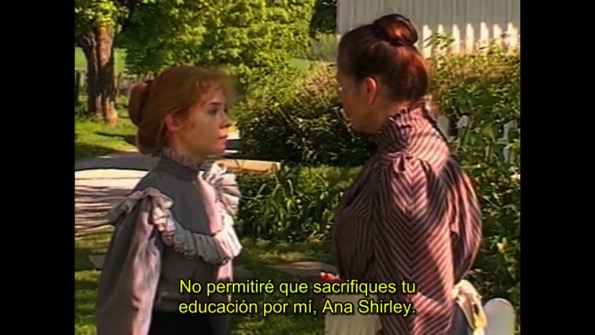 No permitiré que sacrifiques tu
educación por mí, Ana Shirley.